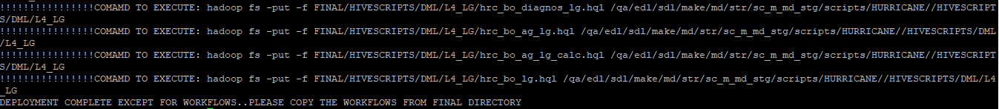 !!!!!!!!!!!!!!!!COMAMD TO EXECUTE: hadoop fs -put -f FINAL/HIVESCRIPTS/DML/L4_LG/hrc_bo_diagnos_lg.hql /qa/edl/sdl/make/md/str/sc_m_md_stg/scripts/HURRICANE//HIVESCRIPT
S/DML/L4_LG
!!!!!!!!!!!!!!!!COMAMD TO EXECUTE: hadoop fs -put -f FINAL/HIVESCRIPTS/DML/L4_LG/hrc_bo_ag_lg.hql /qa/edl/sdl/make/md/str/sc_m_md_stg/scripts/HURRICANE//HIVESCRIPTS/DML
/L4_LG
!!!!!!!!!!!!!!!!COMAMD TO EXECUTE: hadoop fs -put -f FINAL/HIVESCRIPTS/DML/L4_LG/hrc_bo_ag_lg_calc.hql /qa/edl/sdl/make/md/str/sc_m_md_stg/scripts/HURRICANE//HIVESCRIPT
S/DML/L4_LG
!!!!!!!!!!!!!!!!COMAMD TO EXECUTE: hadoop fs -put -f FINAL/HIVESCRIPTS/DML/L4_LG/hrc_bo_lg.hql /qa/edl/sdl/make/md/str/sc_m_md_stg/scripts/HURRICANE//HIVESCRIPTS/DML/L4
_LG
DEPLOYMENT COMPLETE EXCEPT FOR WORKFLOWS..PLEASE COPY THE WORKFLOWS FROM FINAL DIRECTORY